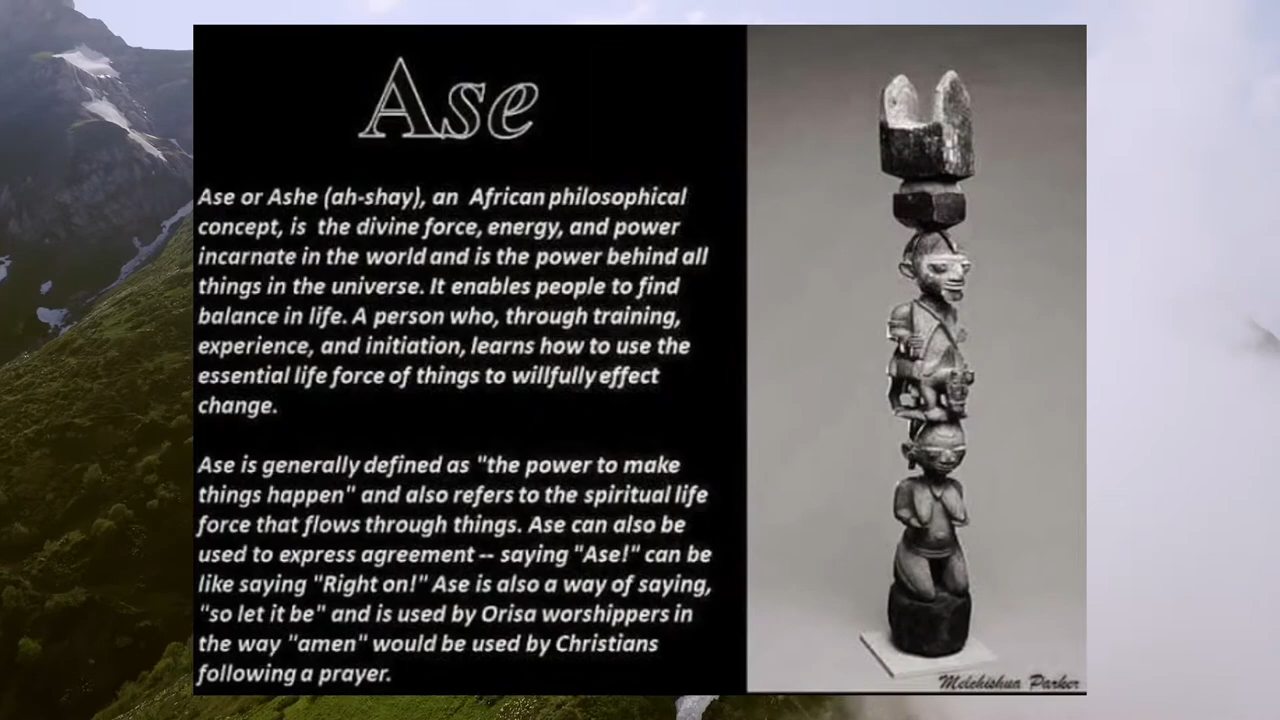 Ase
Ase or Ashe (ah-shay), an African philosophical
concept, is the divine force, energy, and power
incarnate in the world and is the power behind all
things in the universe. It enables people to find
balance in life. A person who, through training,
experience, and initiation, learns how to use the
essential life force of things to willfully effect
change.
Ase is generally defined as "the power to make
things happen" and also refers to the spiritual life
force that flows through things. Ase can also be
used to express agreement -- saying "Ase!" can be
like saying "Right on!" Ase is also a way of saying,
"so let it be" and is used by Orisa worshippers in
the way "amen" would be used by Christians
following a prayer.
Melchishua Parker